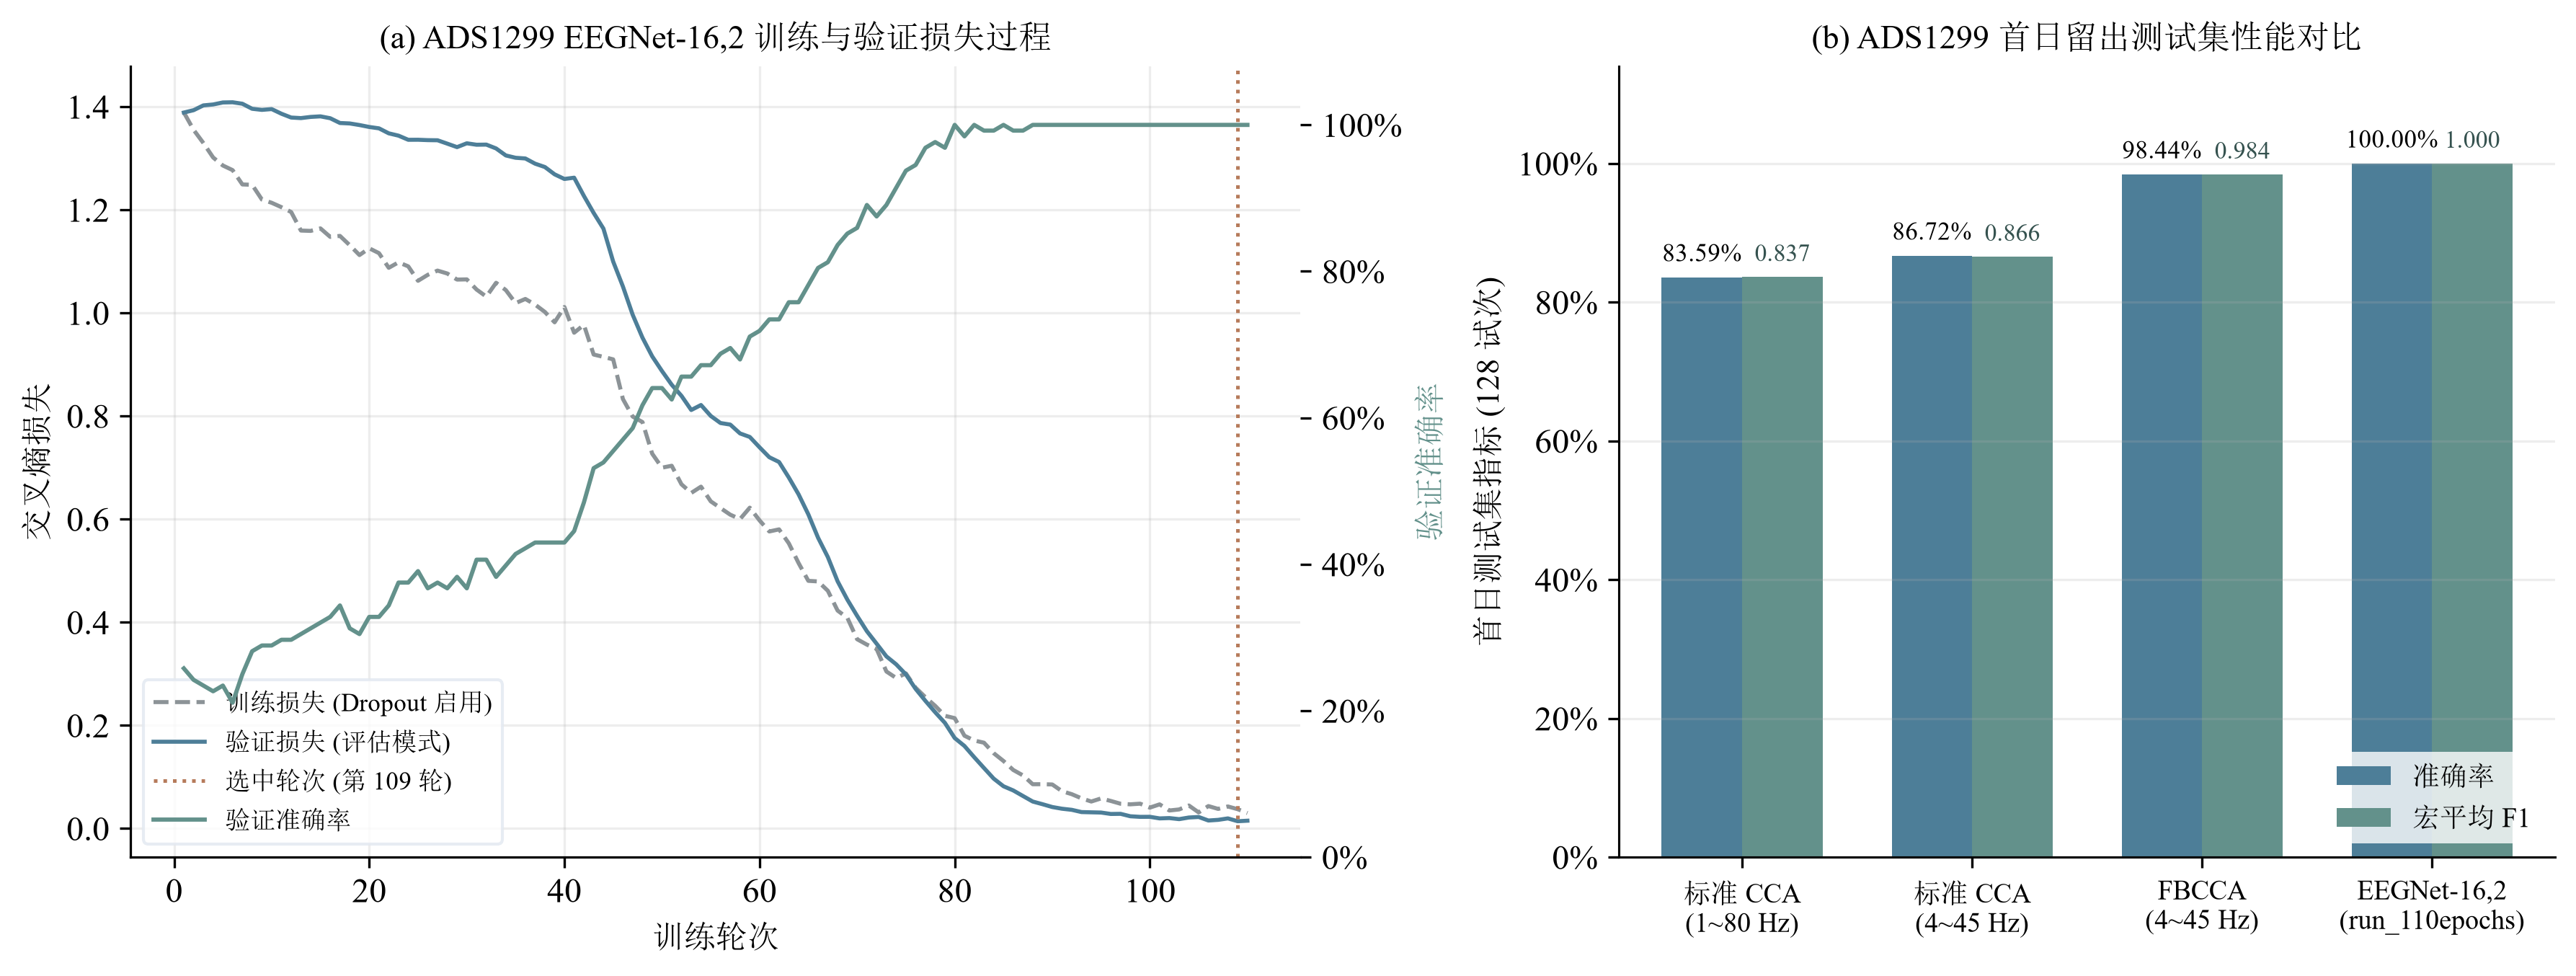 (a) ADS1299 EEGNet-16,2 训练与验证损失过程
交叉熵损失
1.4
1.2
1.0
0.8
0.6
0.4
0.2
0.0
0
20
40
60
80
100
训练轮次
100%
80%
60%
40%
20%
0%
验证准确率
训练损失 (Dropout 启用)
验证损失 (评估模式)
选中轮次 (第 109 轮)
验证准确率
(b) ADS1299 首日留出测试集性能对比
首日测试集指标 (128 试次)
100%
80%
60%
40%
20%
0%
83.59% 0.837
86.72% 0.866
98.44% 0.984
100.00% 1.000
准确率
宏平均 F1
标准 CCA
(1~80 Hz)
标准 CCA
(4~45 Hz)
FBCCA
(4~45 Hz)
EEGNet-16,2
(run_110epochs)